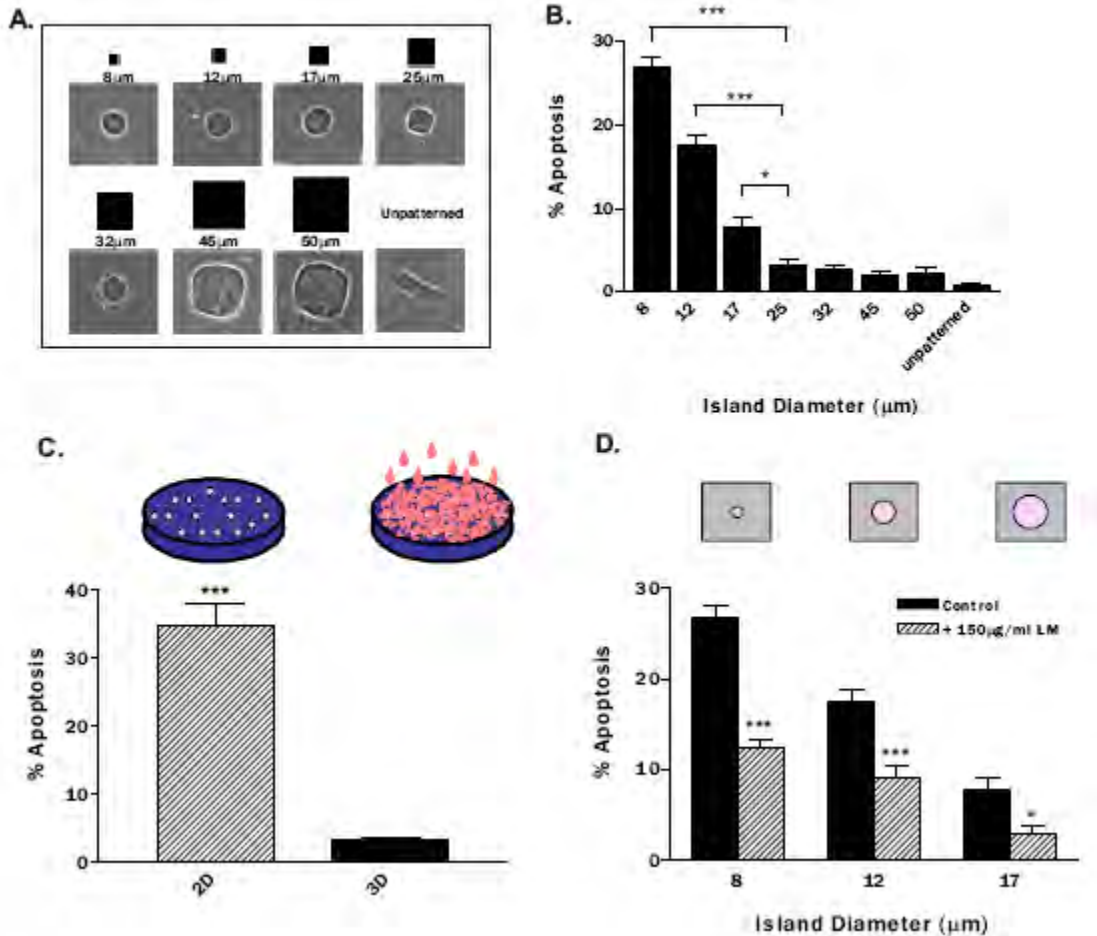 A.
8µm 12µm 17µm 25µm
Unpatterned
32µm 45µm 50µm
B.
***
***
*
% Apoptosis
30
20
10
0
8 12 17 25 32 45 50 unpatterned
Island Diameter (µm)
C.
***
% Apoptosis
40
30
20
10
0
2D 3D
D.
Control
+ 150µg/ml LM
***
***
*
% Apoptosis
30
20
10
0
8 12 17
Island Diameter (µm)